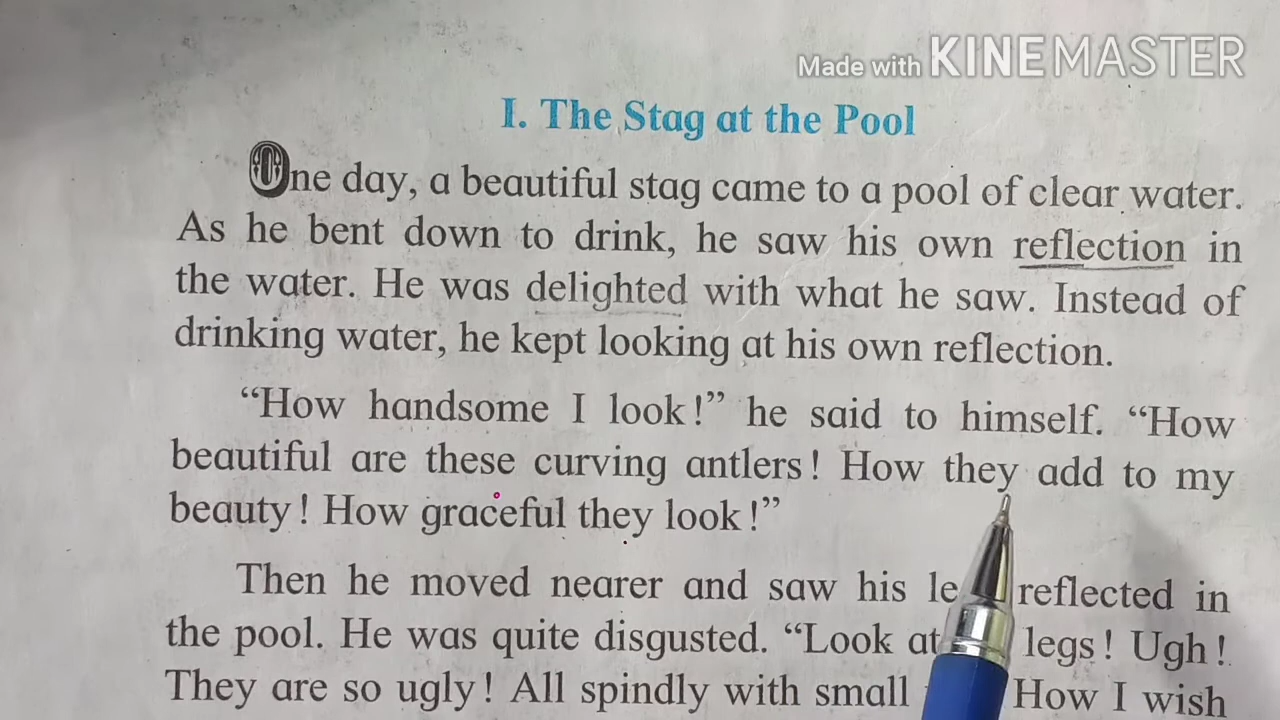 Made with KINEMASTER
I. The Stag at the Pool
One day, a beautiful stag came to a pool of clear water.
As he bent down to drink, he saw his own reflection in
the water. He was delighted with what he saw. Instead of
drinking water, he kept looking at his own reflection.
“How handsome I look!” he said to himself. “How
beautiful are these curving antlers! How they add to my
beauty! How graceful they look!”
Then he moved nearer and saw his reflected in
the pool. He was quite disgusted. “Look at legs! Ugh!
They are so ugly! All spindly with small How I wish